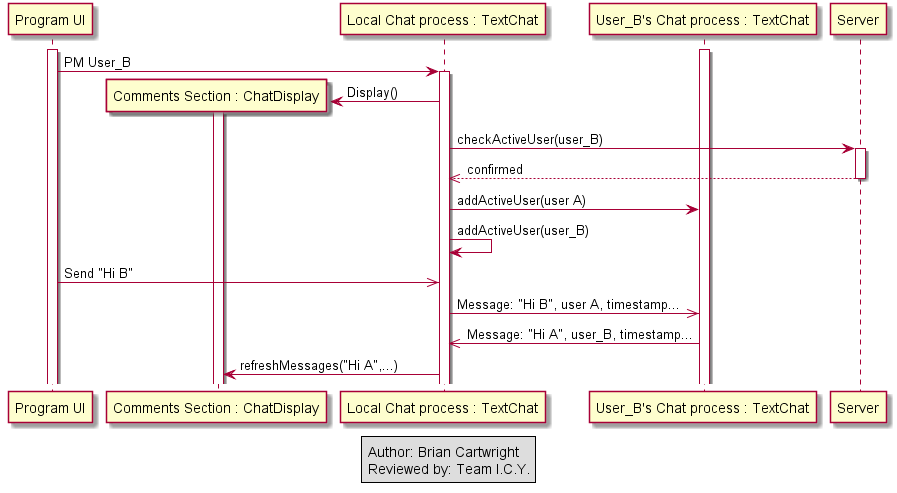 Program UI
Local Chat process : TextChat
User_B's Chat process : TextChat
Server
PM User_B
Comments Section : ChatDisplay
Display()
checkActiveUser(user_B)
confirmed
addActiveUser(user A)
addActiveUser(user_B)
Send "Hi B"
Message: "Hi B", user A, timestamp...
Message: "Hi A", user_B, timestamp...
refreshMessages("Hi A",...)
Program UI
Comments Section : ChatDisplay
Local Chat process : TextChat
User_B's Chat process : TextChat
Server
Author: Brian Cartwright
Reviewed by: Team I.C.Y.